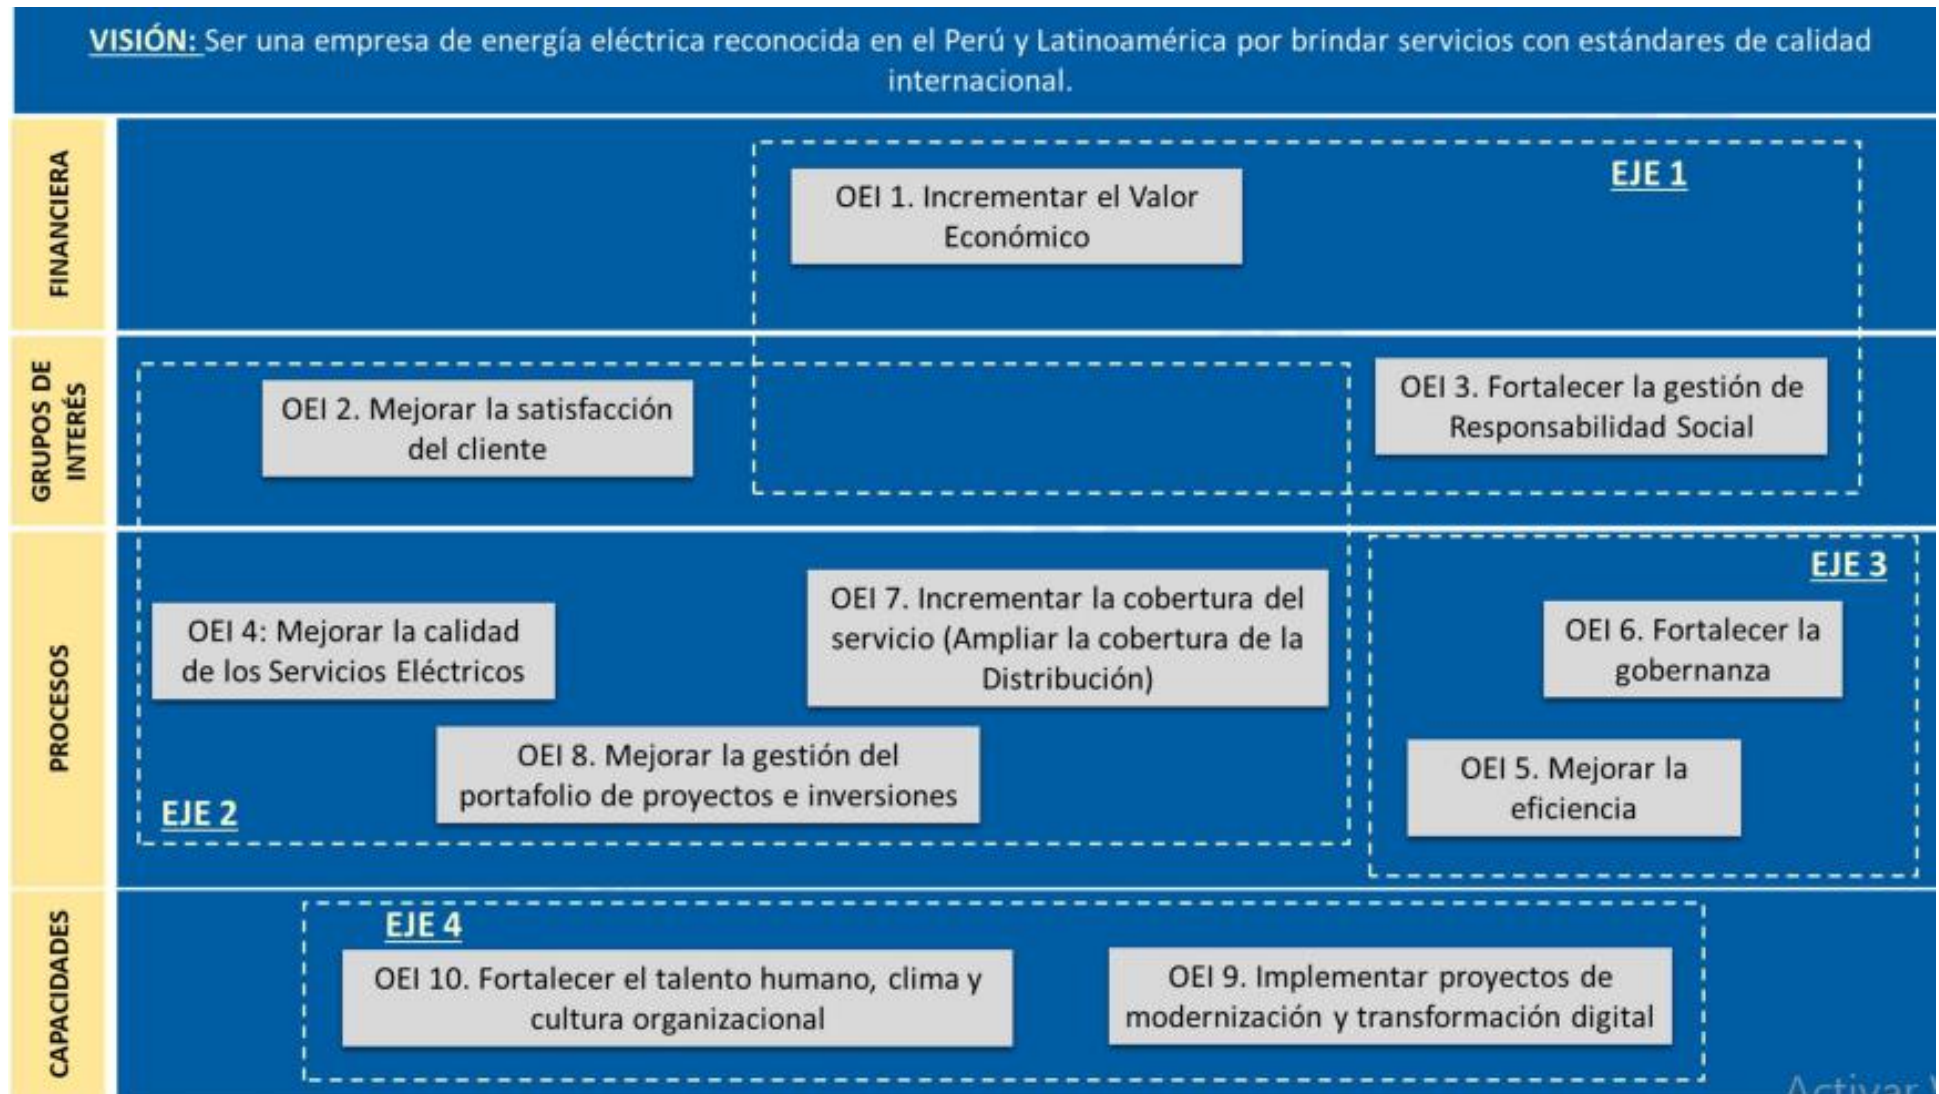 VISIÓN: Ser una empresa de energía eléctrica reconocida en el Perú y Latinoamérica por brindar servicios con estándares de calidad
internacional.
FINANCIERA
EJE 1
OEI 1. Incrementar el Valor
Económico
GRUPOS DE
INTERÉS
OEI 2. Mejorar la satisfacción
del cliente
OEI 3. Fortalecer la gestión de
Responsabilidad Social
PROCESOS
OEI 4: Mejorar la calidad
de los Servicios Eléctricos
OEI 7. Incrementar la cobertura del
servicio (Ampliar la cobertura de la
Distribución)
OEI 8. Mejorar la gestión del
portafolio de proyectos e inversiones
EJE 2
EJE 3
OEI 6. Fortalecer la
gobernanza
OEI 5. Mejorar la
eficiencia
CAPACIDADES
EJE 4
OEI 10. Fortalecer el talento humano, clima y
cultura organizacional
OEI 9. Implementar proyectos de
modernización y transformación digital
Activar